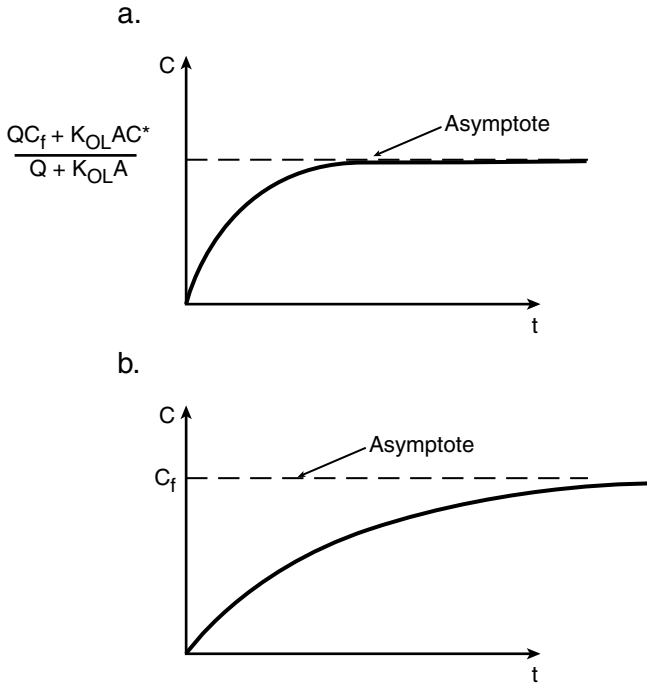 a.
C
QC_f + K_OL AC*
Q + K_OL A
Asymptote
t
b.
C
Asymptote
C_f
t